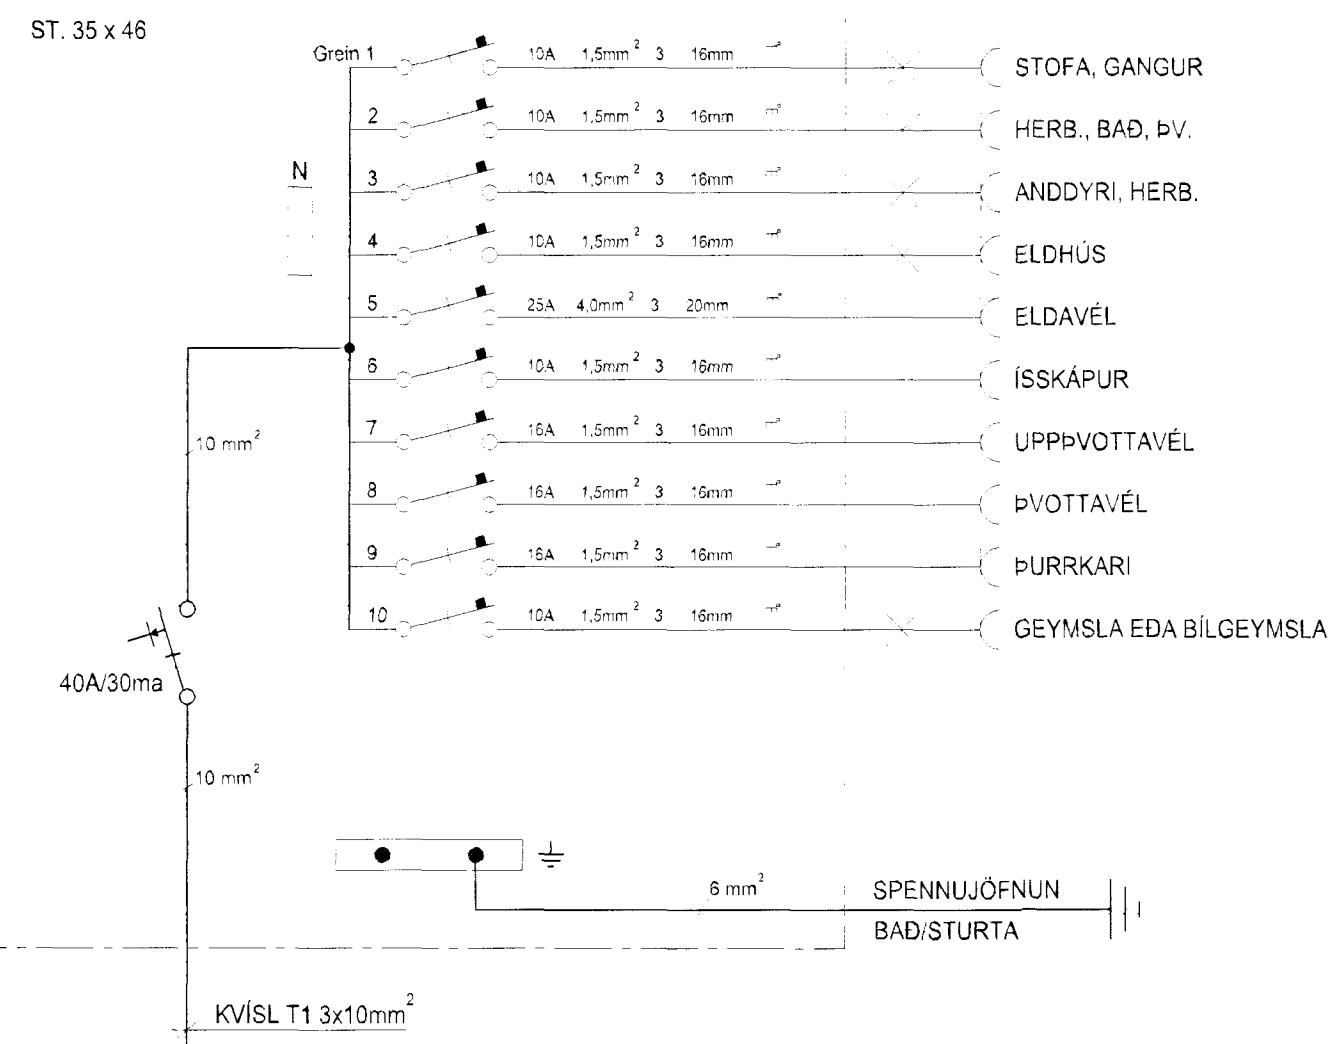 ST. 35 x 46
Grein 1 10A 1,5mm² 3 16mm STOFA, GANGUR
2 10A 1,5mm² 3 16mm HERB., BAÐ, ÞV.
N
3 10A 1,5mm² 3 16mm ANDDYRI, HERB.
4 10A 1,5mm² 3 16mm ELDHÚS
5 25A 4,0mm² 3 20mm ELDAVÉL
6 10A 1,5mm² 3 16mm ÍSSKÁPUR
7 16A 1,5mm² 3 16mm UPPÞVOTTAVÉL
10 mm²
8 16A 1,5mm² 3 16mm ÞVOTTAVÉL
9 16A 1,5mm² 3 16mm ÞURRKARI
10 10A 1,5mm² 3 16mm GEYMSLA EÐA BÍLGEYMSLA
40A/30ma
10 mm²
6 mm² SPENNUJÖFNUN
BAÐ/STURTA
KVÍSL T1 3x10mm²